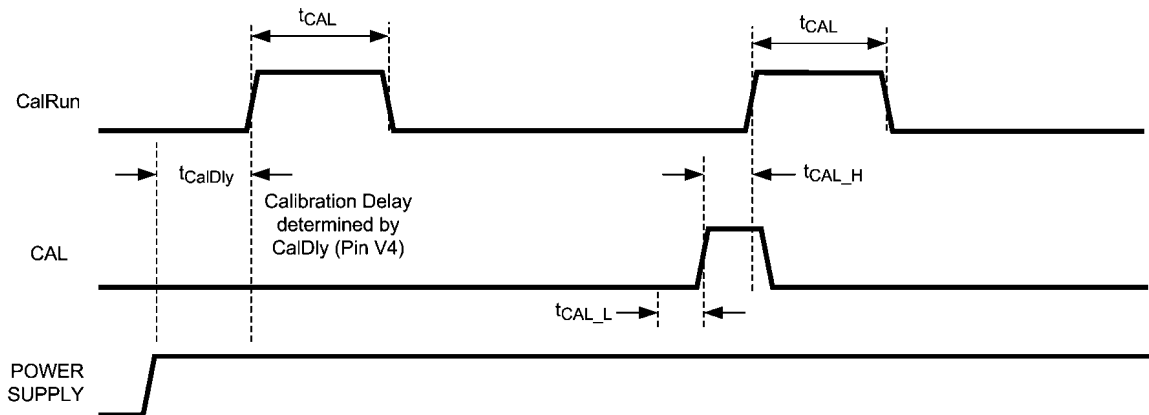 tCAL
tCAL
CalRun
tCalDly
tCAL_H
Calibration Delay
determined by
CalDly (Pin V4)
CAL
tCAL_L
POWER
SUPPLY